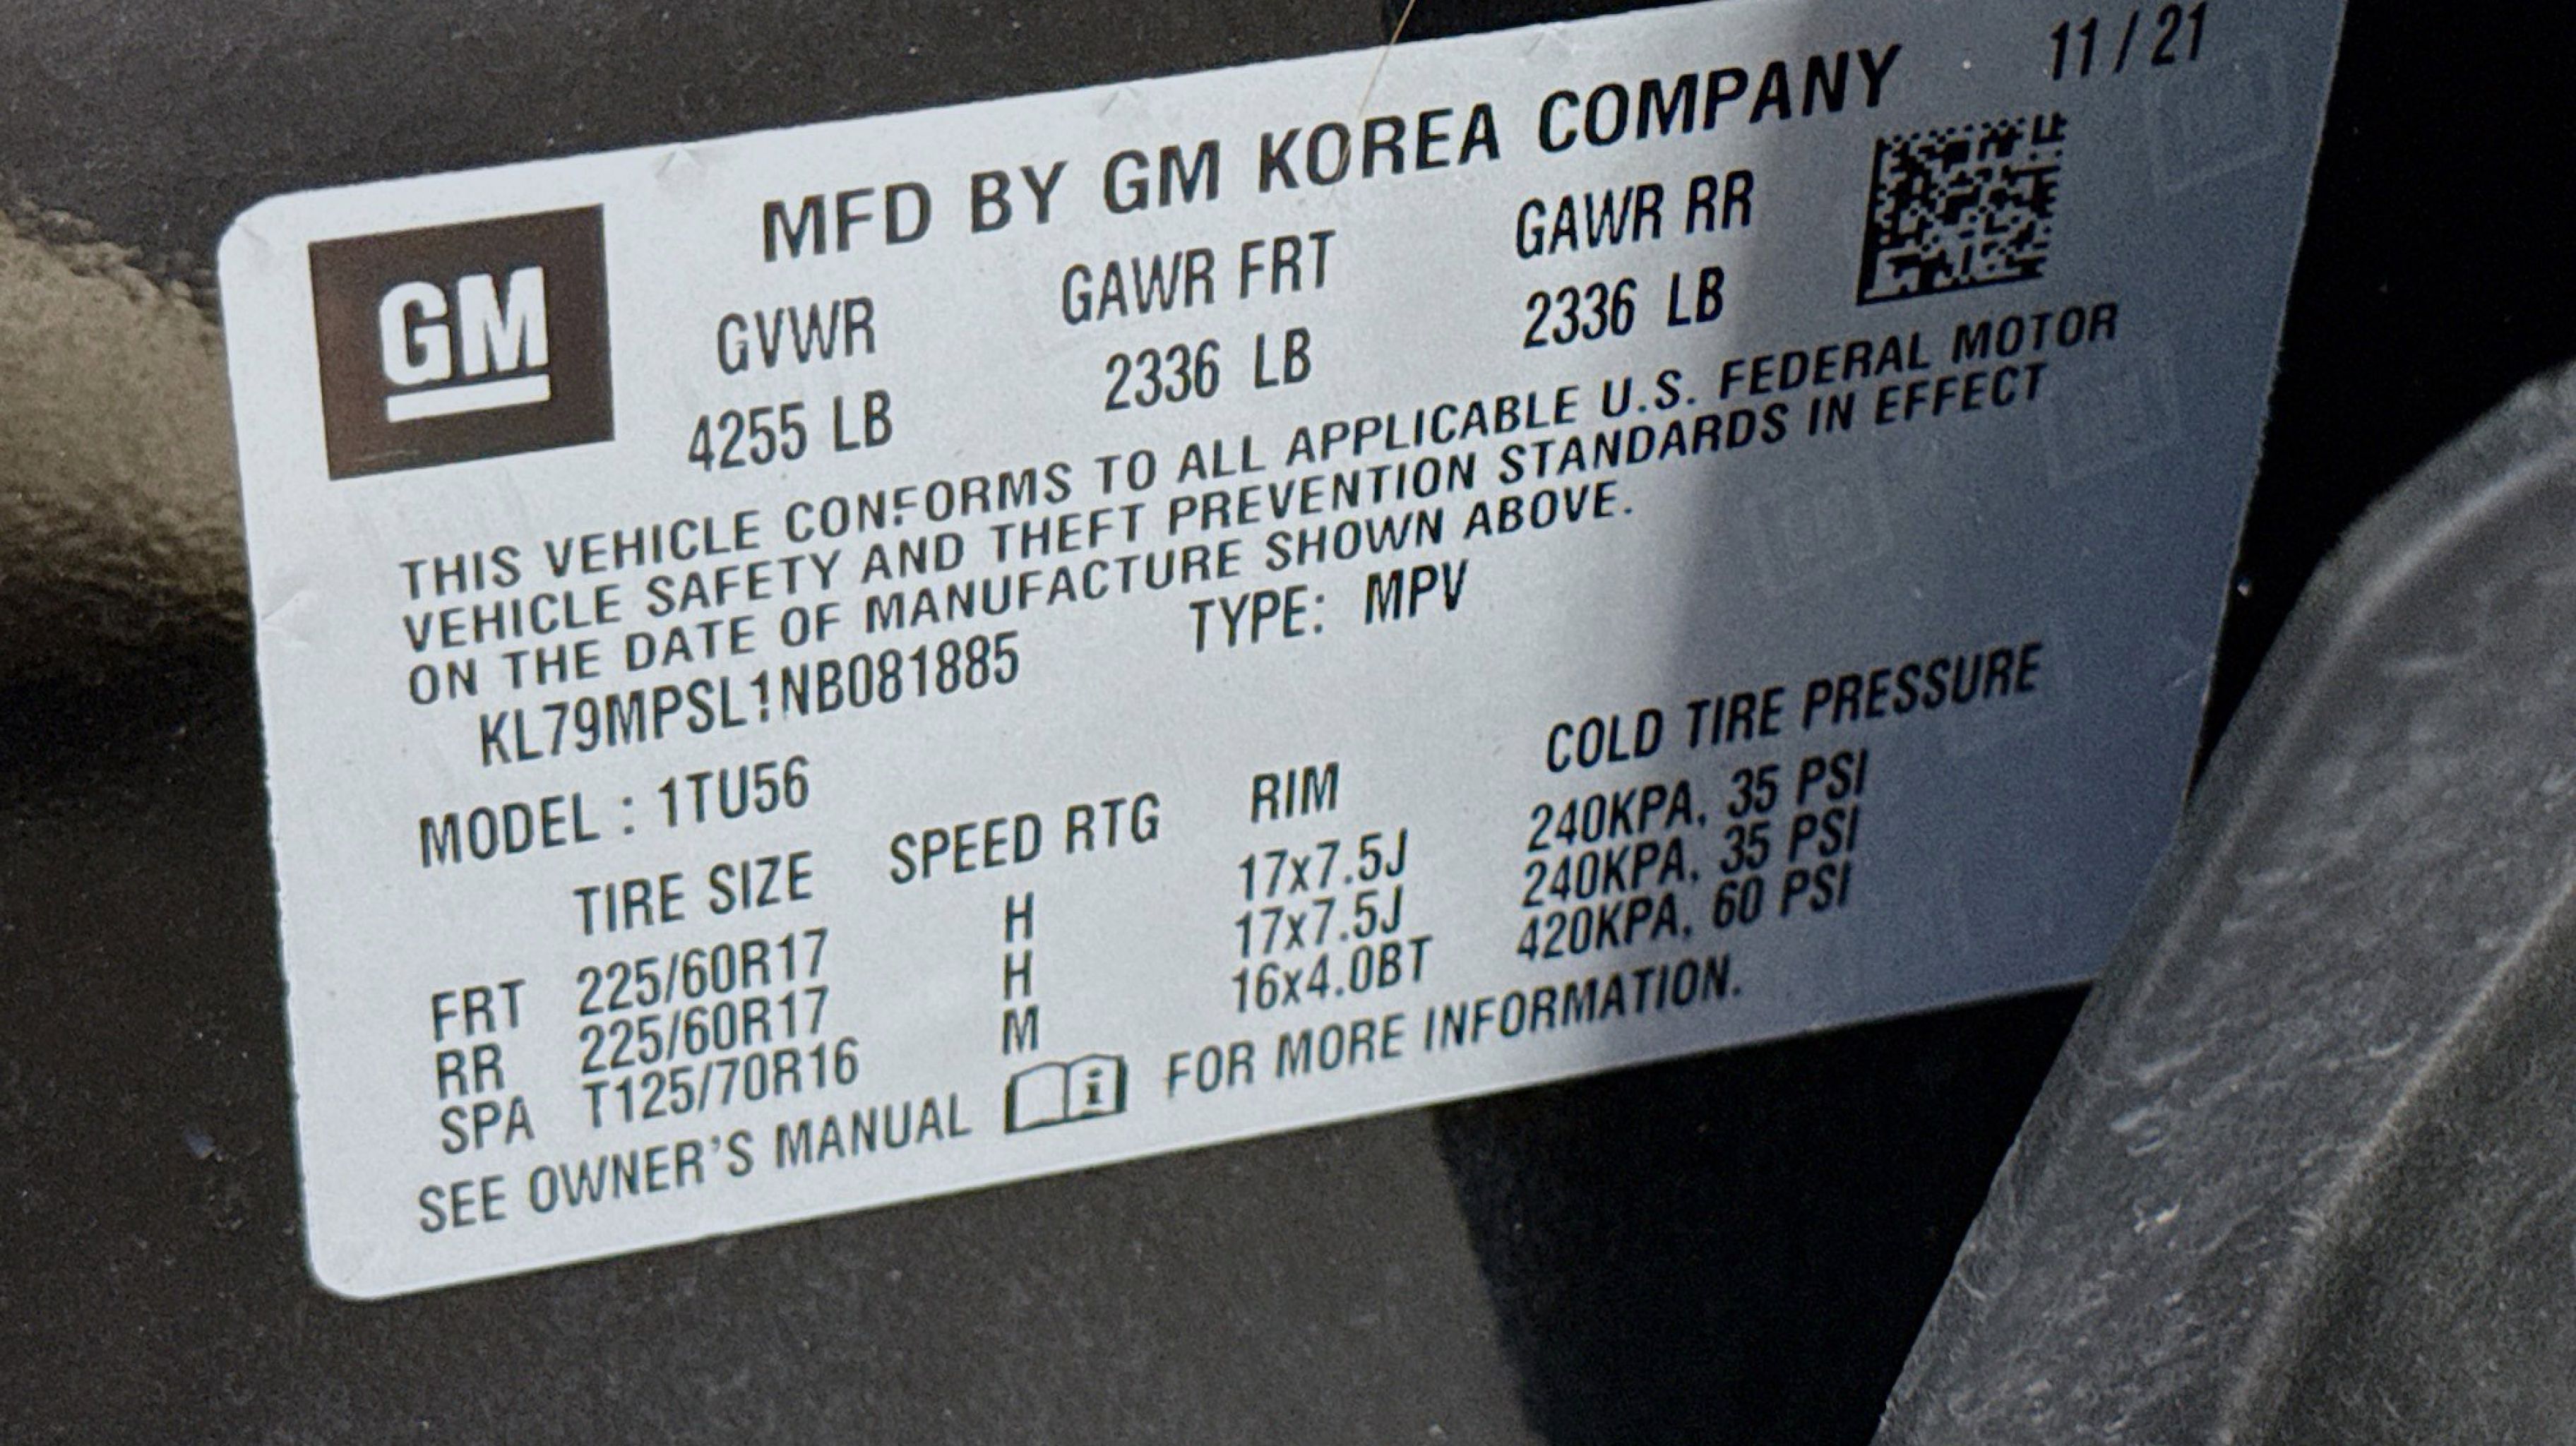 11 / 21
MFD BY GM KOREA COMPANY
GM
GVWR GAWR FRT GAWR RR
4255 LB 2336 LB 2336 LB
THIS VEHICLE CONFORMS TO ALL APPLICABLE U.S. FEDERAL MOTOR
VEHICLE SAFETY AND THEFT PREVENTION STANDARDS IN EFFECT
ON THE DATE OF MANUFACTURE SHOWN ABOVE.
KL79MPSL1NB081885 TYPE: MPV
MODEL : 1TU56
TIRE SIZE SPEED RTG RIM COLD TIRE PRESSURE
FRT 225/60R17 H 17x7.5J 240KPA, 35 PSI
RR 225/60R17 H 17x7.5J 240KPA, 35 PSI
SPA T125/70R16 M 16x4.0BT 420KPA, 60 PSI
SEE OWNER'S MANUAL i FOR MORE INFORMATION.